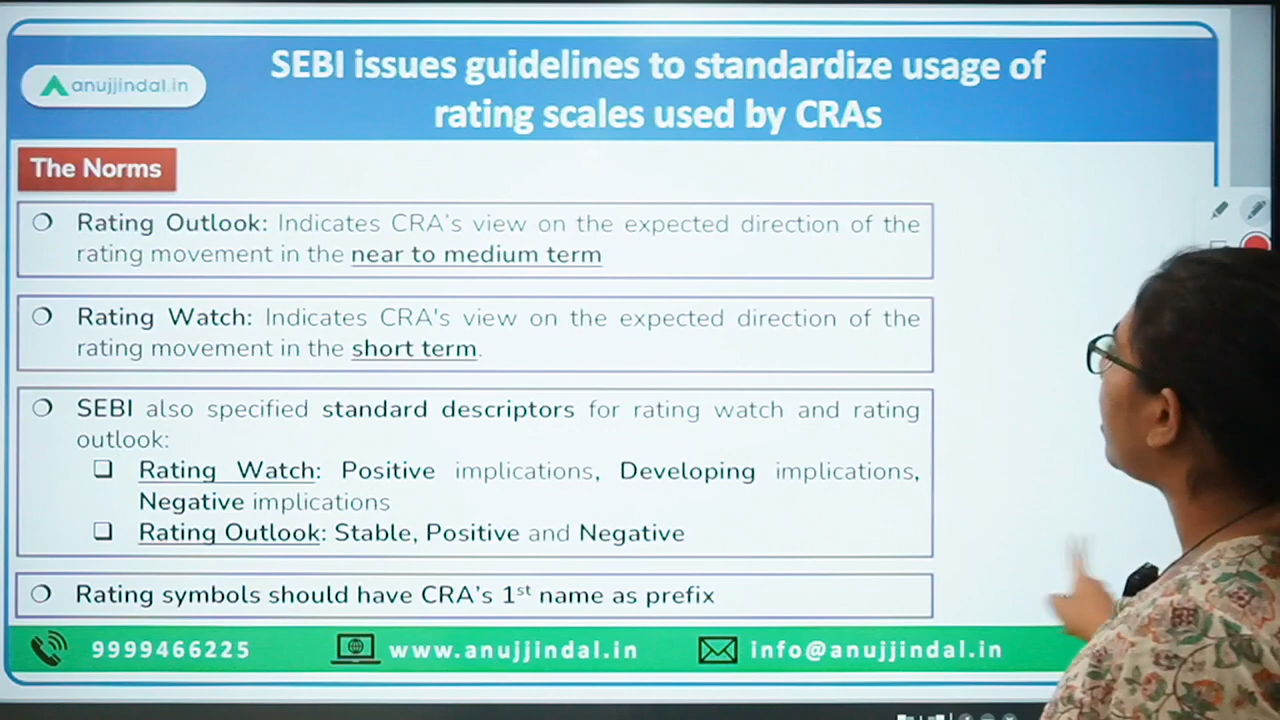 SEBI issues guidelines to standardize usage of
rating scales used by CRAs
anujjindal.in
The Norms
❍ Rating Outlook: Indicates CRA's view on the expected direction of the
rating movement in the near to medium term
❍ Rating Watch: Indicates CRA's view on the expected direction of the
rating movement in the short term.
❍ SEBI also specified standard descriptors for rating watch and rating
outlook:
❑ Rating Watch: Positive implications, Developing implications,
Negative implications
❑ Rating Outlook: Stable, Positive and Negative
❍ Rating symbols should have CRA's 1st name as prefix
9999466225 www.anujjindal.in info@anujjindal.in